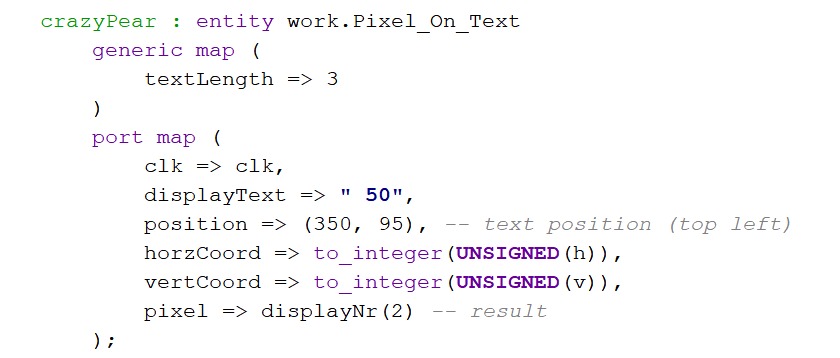 crazyPear : entity work.Pixel_On_Text
generic map (
textLength => 3
)
port map (
clk => clk,
displayText => " 50",
position => (350, 95), -- text position (top left)
horzCoord => to_integer(UNSIGNED(h)),
vertCoord => to_integer(UNSIGNED(v)),
pixel => displayNr(2) -- result
);